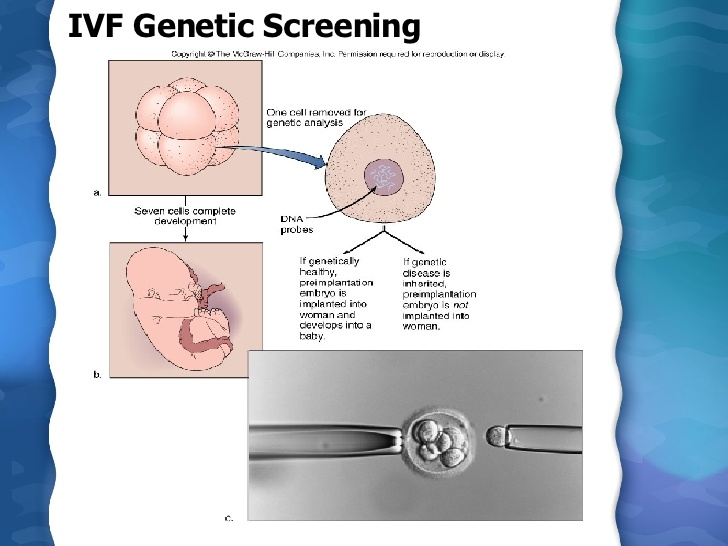 IVF Genetic Screening
Copyright © The McGraw-Hill Companies, Inc. Permission required for reproduction or display.
One cell removed for
genetic analysis
a.
Seven cells complete
development
DNA
probes
If genetically
healthy,
preimplantation
embryo is
implanted into
woman and
develops into a
baby.
If genetic
disease is
inherited,
preimplantation
embryo is not
implanted into
woman.
b.
c.